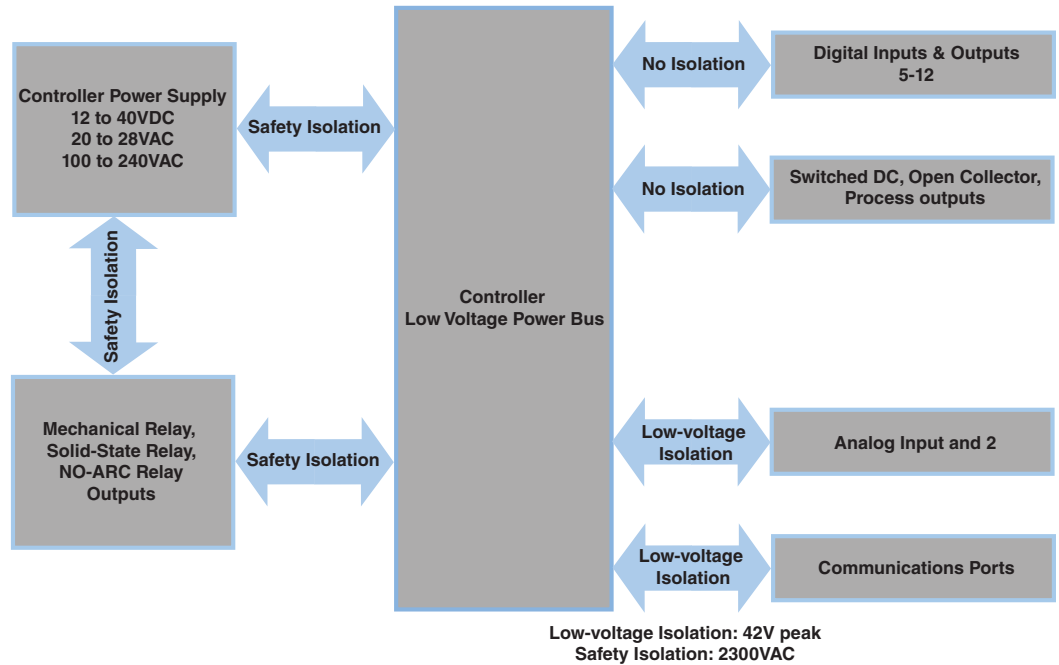 Controller Power Supply
12 to 40VDC
20 to 28VAC
100 to 240VAC
Safety Isolation
Safety Isolation
Mechanical Relay,
Solid-State Relay,
NO-ARC Relay
Outputs
Safety Isolation
Controller
Low Voltage Power Bus
No Isolation
Digital Inputs & Outputs
5-12
No Isolation
Switched DC, Open Collector,
Process outputs
Low-voltage
Isolation
Analog Input and 2
Low-voltage
Isolation
Communications Ports
Low-voltage Isolation: 42V peak
Safety Isolation: 2300VAC